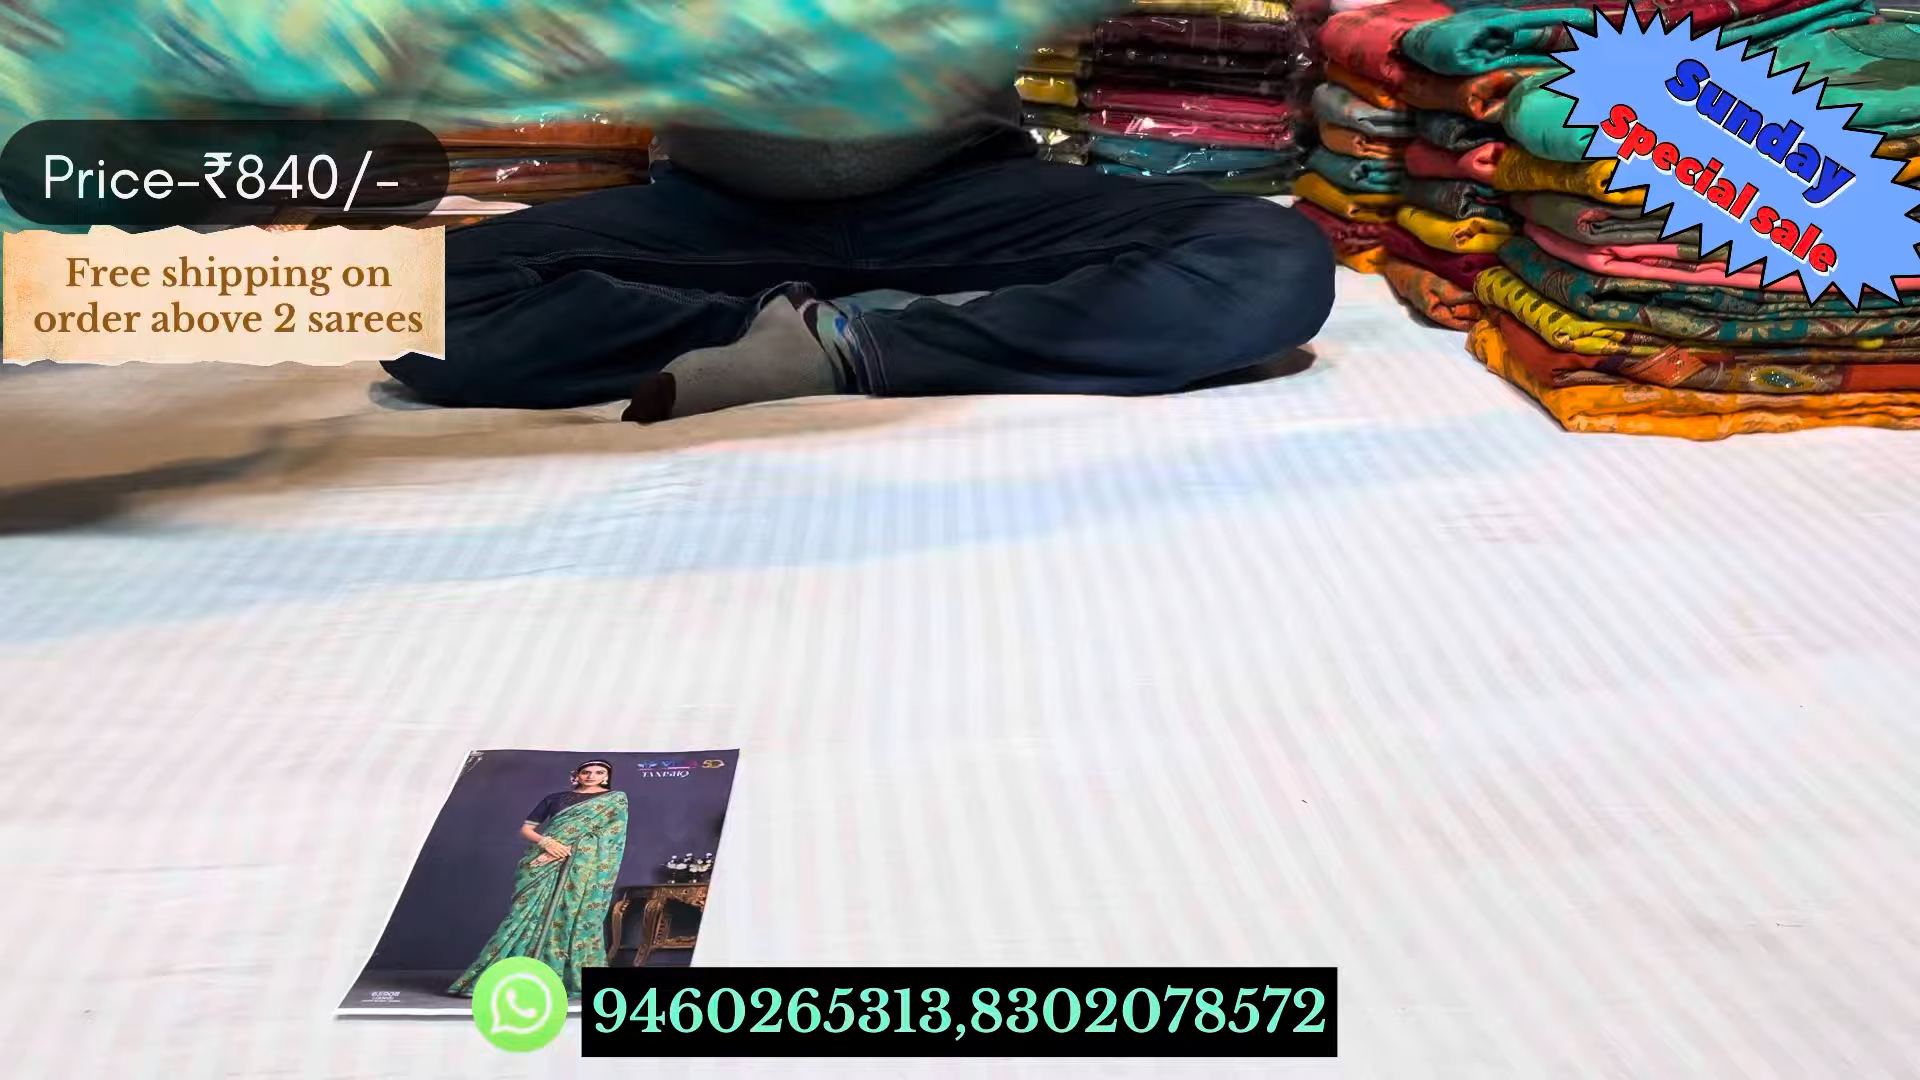 Price-₹840/-
Free shipping on
order above 2 sarees
Sunday
Special sale
9460265313,8302078572